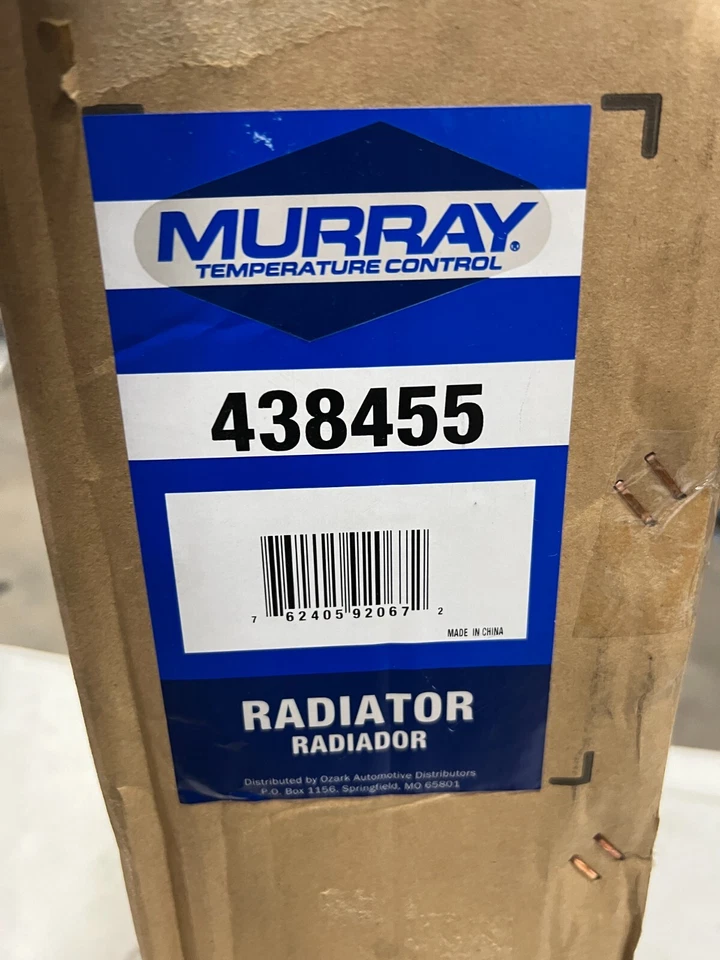 MURRAY®
TEMPERATURE CONTROL
438455
7 62405 92067 2
MADE IN CHINA
RADIATOR
RADIADOR
Distributed by Ozark Automotive Distributors
P.O. Box 1156, Springfield, MO 65801